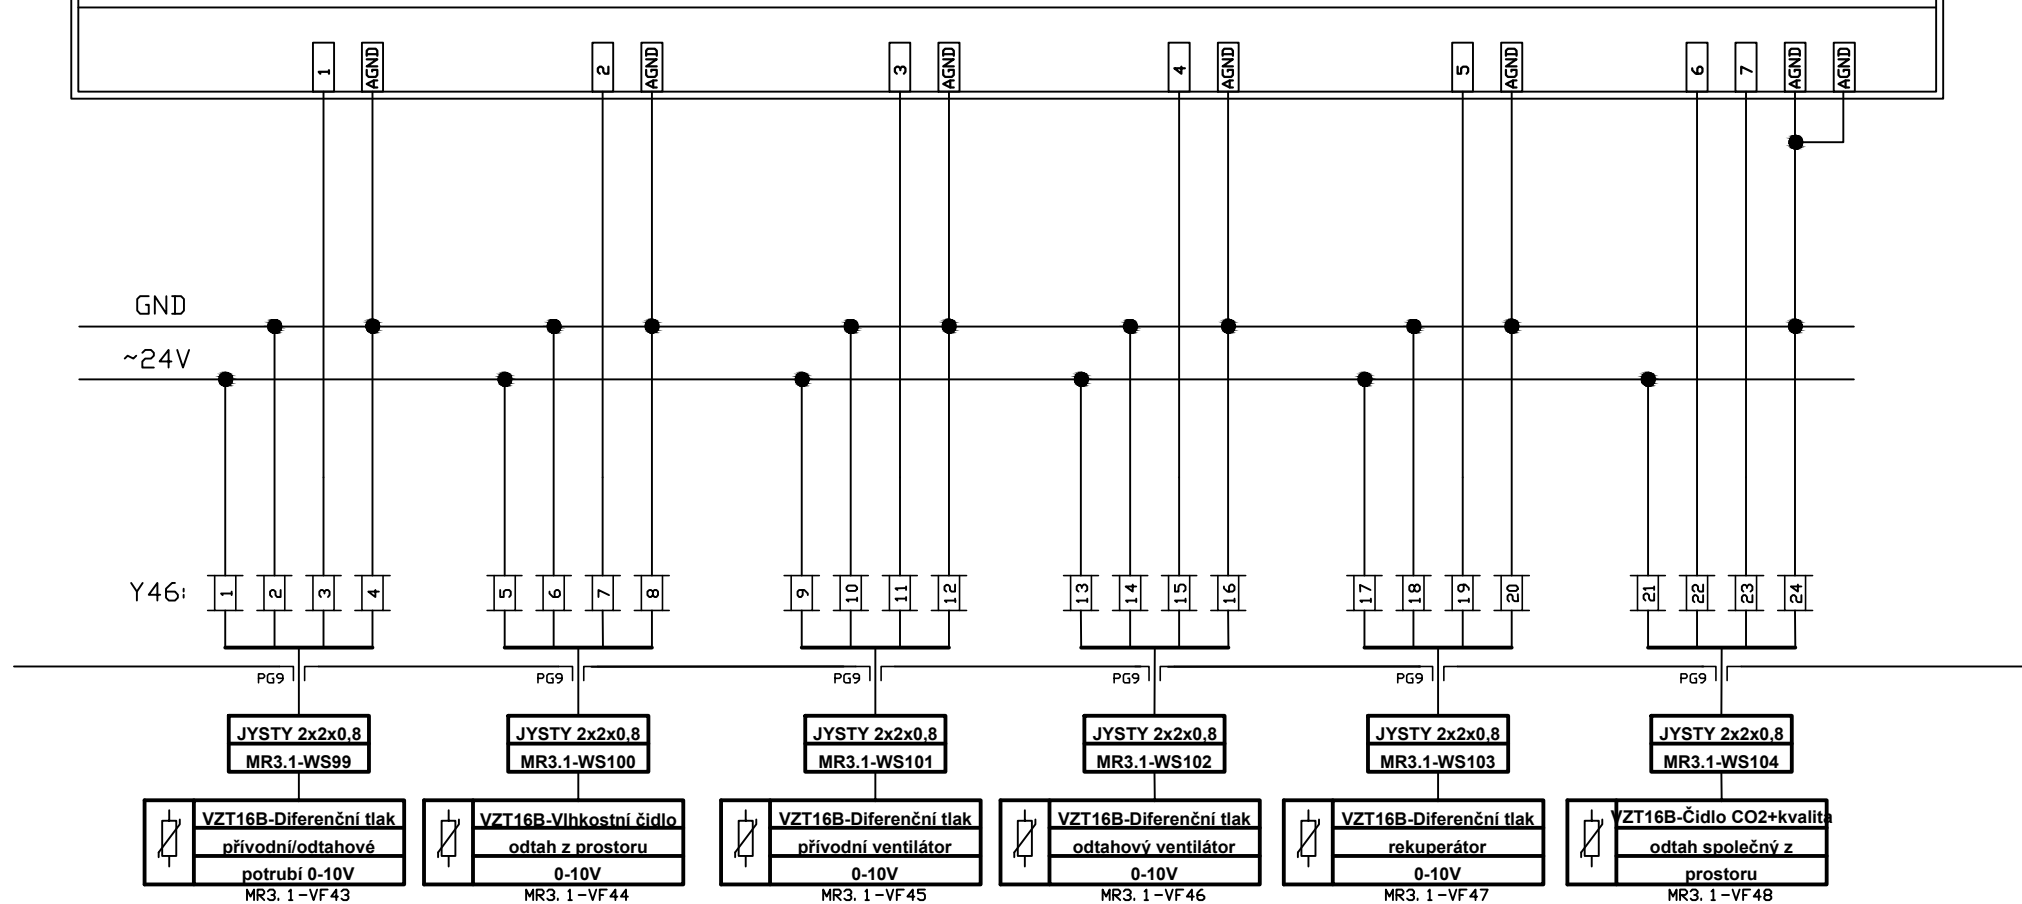 1 AGND 2 AGND 3 AGND 4 AGND 5 AGND 6 7 AGND AGND
GND
~24V
Y46: 1 2 3 4 5 6 7 8 9 10 11 12 13 14 15 16 17 18 19 20 21 22 23 24
PG9 PG9 PG9 PG9 PG9 PG9
JYSTY 2x2x0,8 JYSTY 2x2x0,8 JYSTY 2x2x0,8 JYSTY 2x2x0,8 JYSTY 2x2x0,8 JYSTY 2x2x0,8
MR3.1-WS99 MR3.1-WS100 MR3.1-WS101 MR3.1-WS102 MR3.1-WS103 MR3.1-WS104
VZT16B-Diferenční tlak VZT16B-Vlhkostní čidlo VZT16B-Diferenční tlak VZT16B-Diferenční tlak VZT16B-Diferenční tlak VZT16B-Čidlo CO2+kvalita
přívodní/odtahové odtah z prostoru přívodní ventilátor odtahový ventilátor rekuperátor odtah společný z
potrubí 0-10V 0-10V 0-10V 0-10V 0-10V prostoru
MR3.1-VF43 MR3.1-VF44 MR3.1-VF45 MR3.1-VF46 MR3.1-VF47 MR3.1-VF48